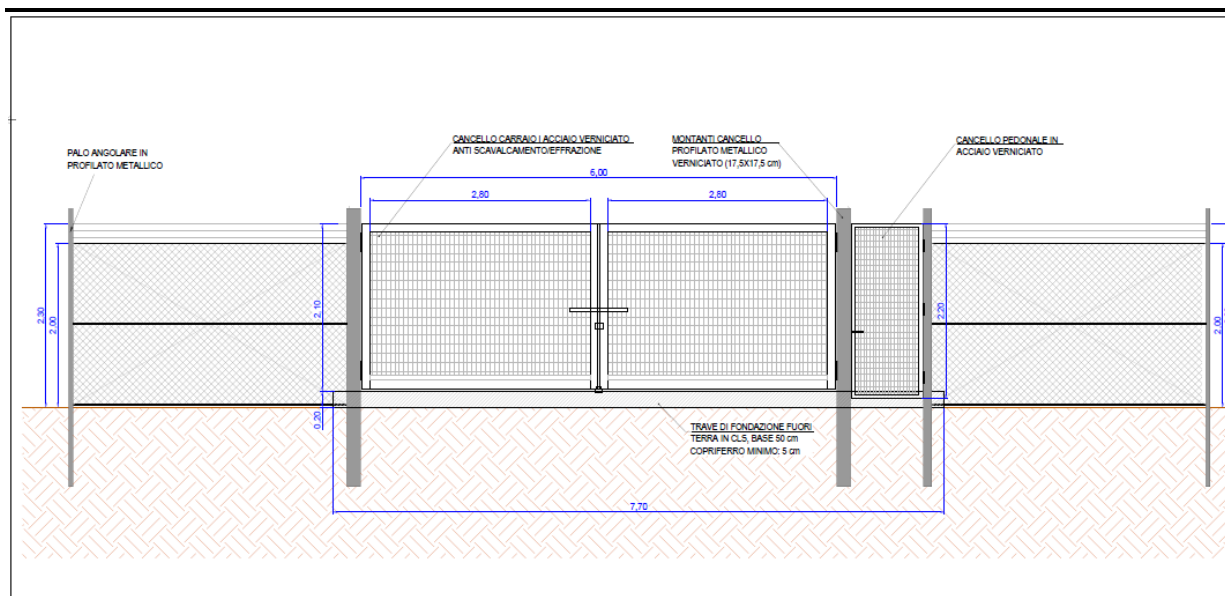 PALO ANGOLARE IN
PROFILATO METALLICO
CANCELLO CARRAIO I ACCIAIO VERNICIATO
ANTI SCAVALCAMENTO/EFFRAZIONE
MONTANTI CANCELLO
PROFILATO METALLICO
VERNICIATO (17,5X17,5 cm)
CANCELLO PEDONALE IN
ACCIAIO VERNICIATO
6,00
2,80
2,80
2,30
2,00
2,10
0,20
2,20
2,00
TRAVE DI FONDAZIONE FUORI
TERRA IN CLS, BASE 50 cm
COPRIFERRO MINIMO: 5 cm
7,70